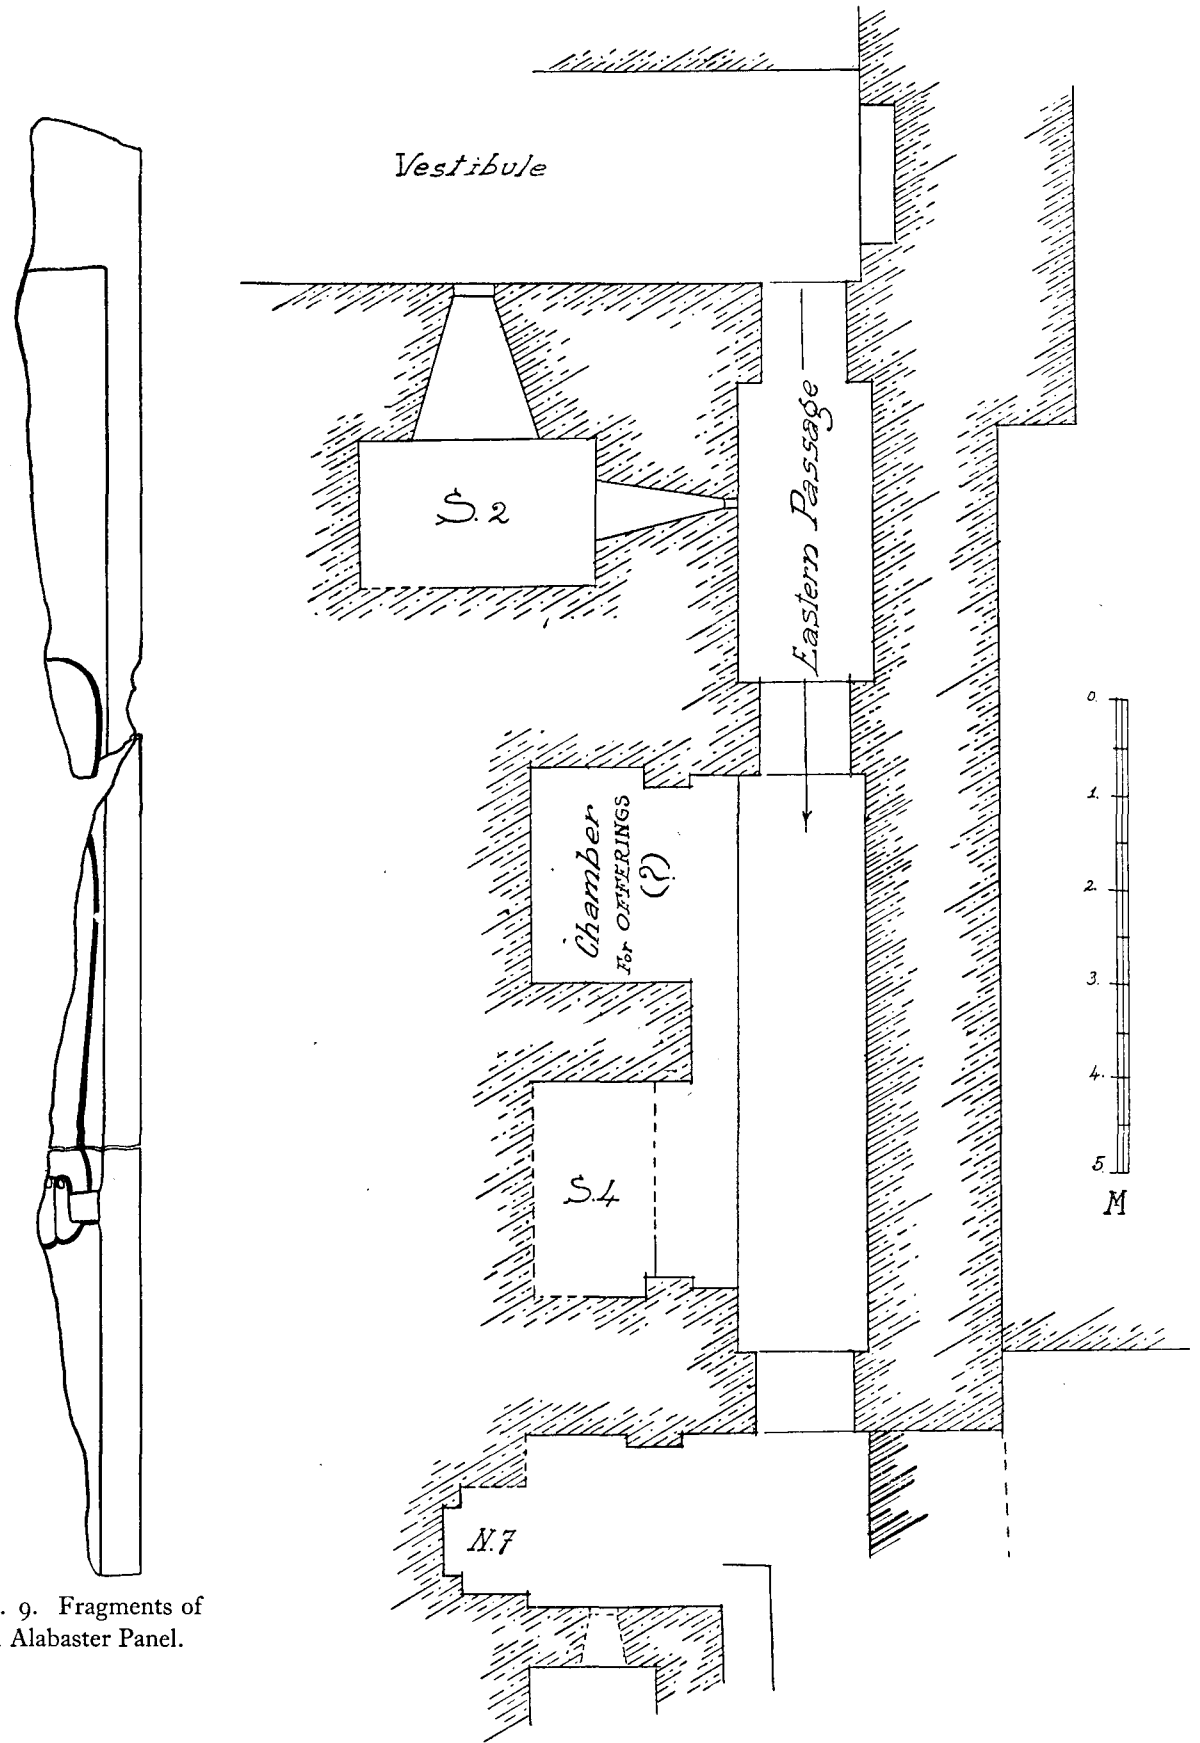 Vestibule
S.2
Eastern Passage
Chamber
For OFFERINGS
(?)
S.4
N.7
0.
1.
2.
3.
4.
5.
M
. 9. Fragments of
Alabaster Panel.